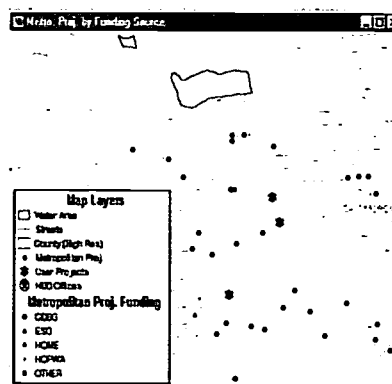 Metro. Proj. by Funding Source
Map Layers
Water Area
Streets
County (High Res)
Metropolitan Proj.
User Projects
HUD Offices
Metropolitan Proj. Funding
CDBG
ESG
HOME
HOPWA
OTHER